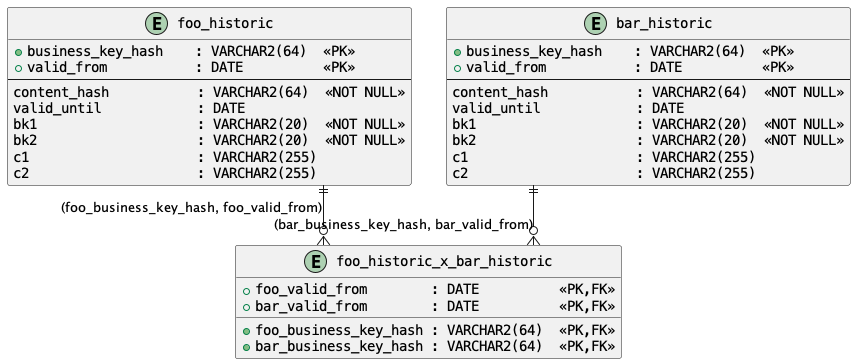 E foo_historic
business_key_hash : VARCHAR2(64) «PK»
valid_from : DATE «PK»
content_hash : VARCHAR2(64) «NOT NULL»
valid_until : DATE
bk1 : VARCHAR2(20) «NOT NULL»
bk2 : VARCHAR2(20) «NOT NULL»
c1 : VARCHAR2(255)
c2 : VARCHAR2(255)
E bar_historic
business_key_hash : VARCHAR2(64) «PK»
valid_from : DATE «PK»
content_hash : VARCHAR2(64) «NOT NULL»
valid_until : DATE
bk1 : VARCHAR2(20) «NOT NULL»
bk2 : VARCHAR2(20) «NOT NULL»
c1 : VARCHAR2(255)
c2 : VARCHAR2(255)
(foo_business_key_hash, foo_valid_from)
(bar_business_key_hash, bar_valid_from)
E foo_historic_x_bar_historic
foo_valid_from : DATE «PK,FK»
bar_valid_from : DATE «PK,FK»
foo_business_key_hash : VARCHAR2(64) «PK,FK»
bar_business_key_hash : VARCHAR2(64) «PK,FK»